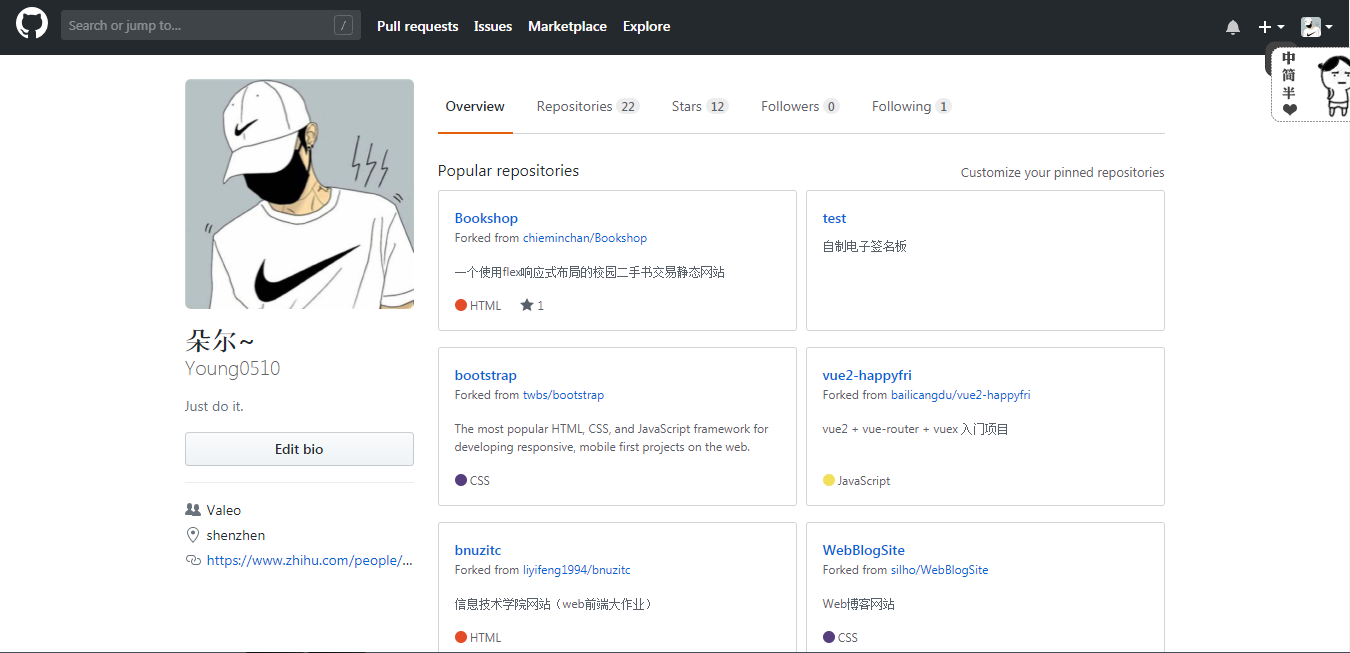 Search or jump to... /
Pull requests
Issues
Marketplace
Explore
中
简
半
Overview
Repositories 22
Stars 12
Followers 0
Following 1
Popular repositories
Customize your pinned repositories
Bookshop
Forked from chieminchan/Bookshop
一个使用flex响应式布局的校园二手书交易静态网站
HTML 1
test
自制电子签名板
bootstrap
Forked from twbs/bootstrap
The most popular HTML, CSS, and JavaScript framework for
developing responsive, mobile first projects on the web.
CSS
vue2-happyfri
Forked from bailicangdu/vue2-happyfri
vue2 + vue-router + vuex 入门项目
JavaScript
bnuzitc
Forked from liyifeng1994/bnuzitc
信息技术学院网站（web前端大作业）
HTML
WebBlogSite
Forked from silho/WebBlogSite
Web博客网站
CSS
朵尔~
Young0510
Just do it.
Edit bio
Valeo
shenzhen
https://www.zhihu.com/people/...